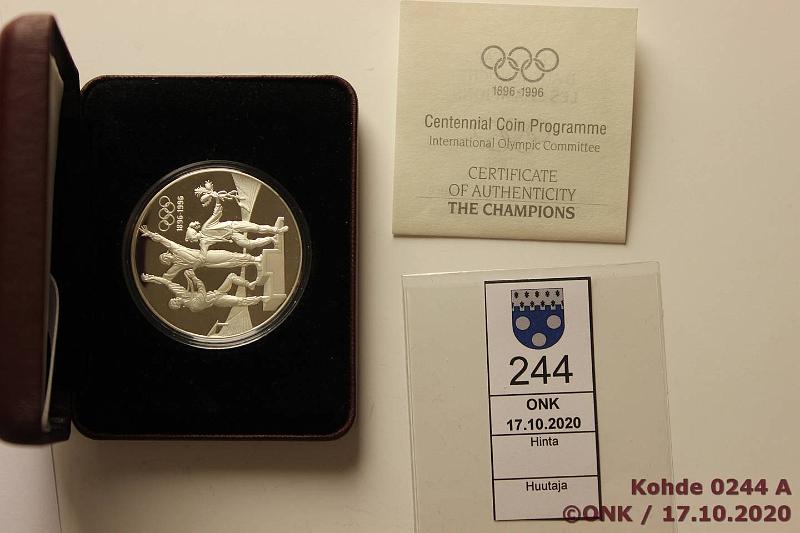 1896-1996
1896-1996
Centennial Coin Programme
International Olympic Committee
CERTIFICATE
OF AUTHENTICITY
THE CHAMPIONS
244
ONK
17.10.2020
Hinta
Huutaja
Kohde 0244 A
©ONK / 17.10.2020